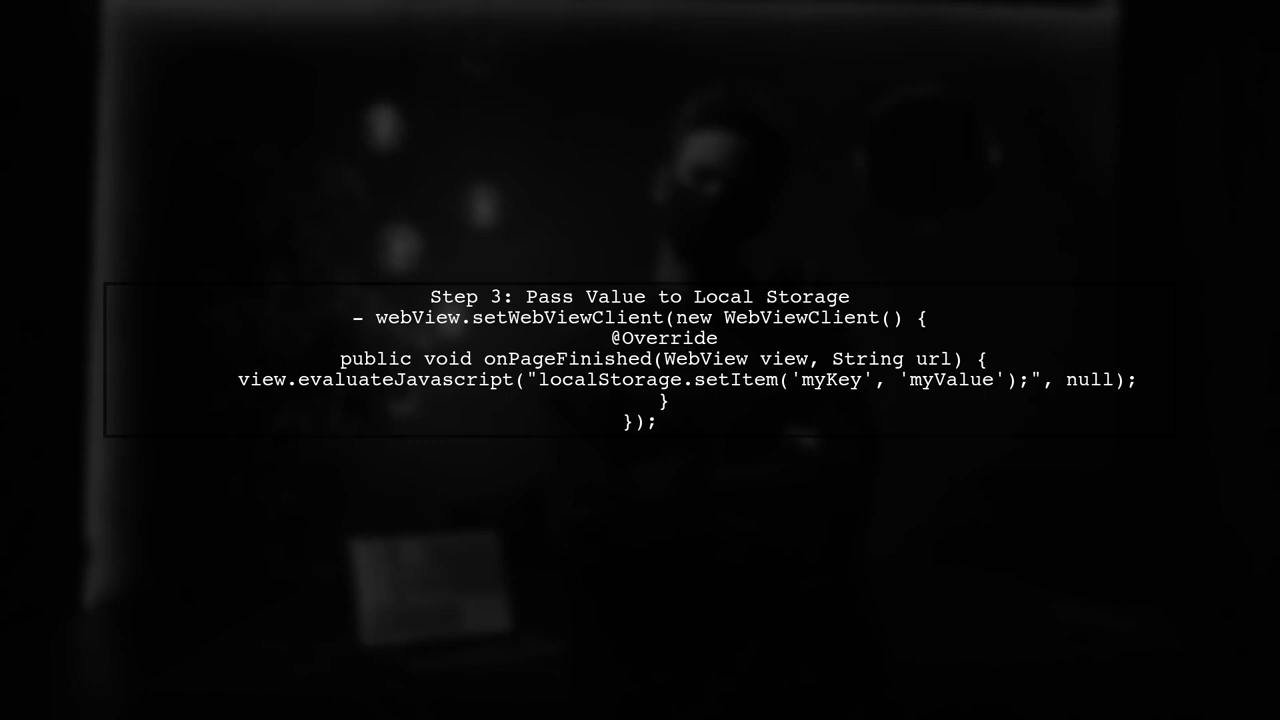 Step 3: Pass Value to Local Storage
- webView.setWebViewClient(new WebViewClient() {
@Override
public void onPageFinished(WebView view, String url) {
view.evaluateJavascript("localStorage.setItem('myKey', 'myValue');", null);
}
});